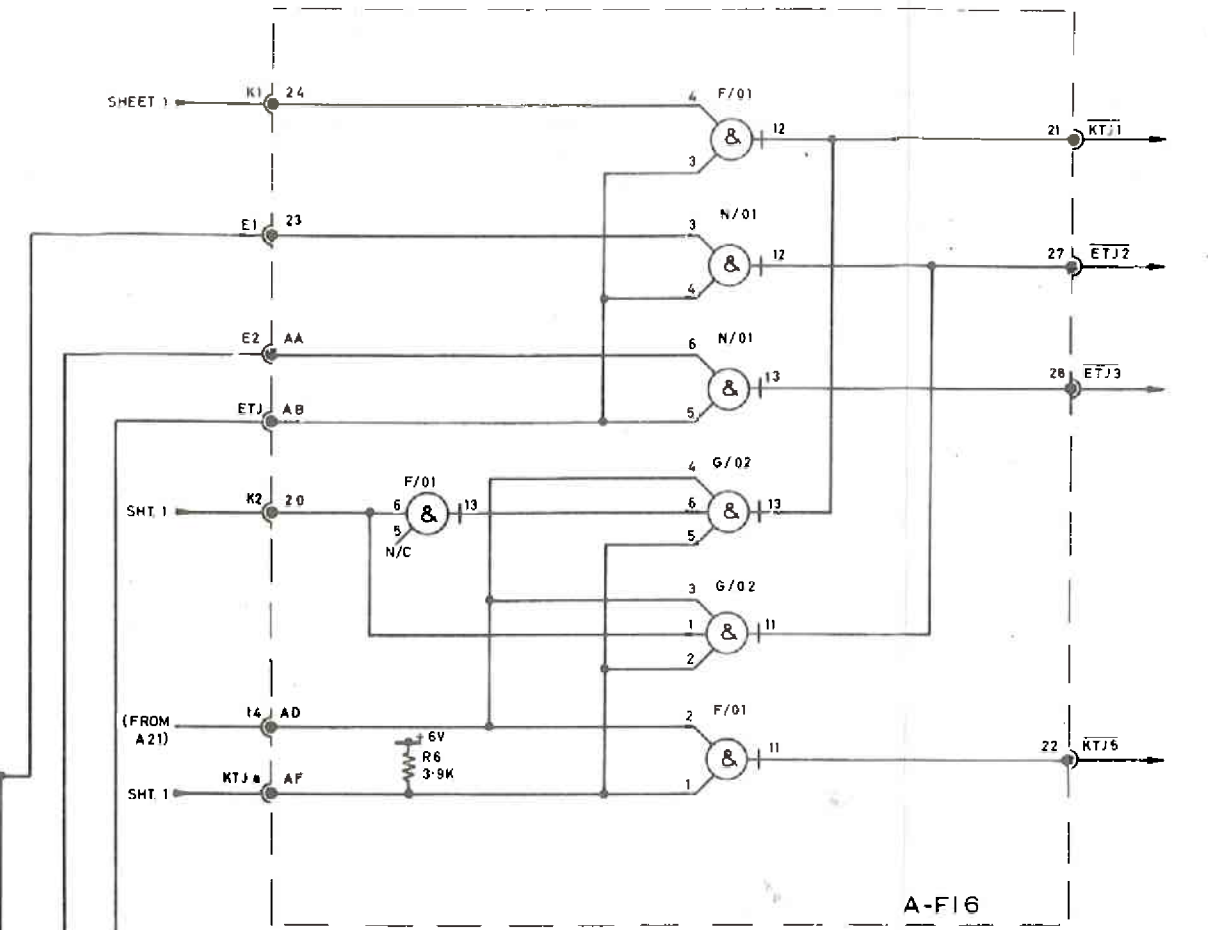 K1 24 4 F/01
SHEET 1 & 12 21 KTJ1
3
E1 23 3 N/01
& 12 27 ETJ2
4
E2 AA 6 N/01
& 13 28 ETJ3
ETJ AB 5
4 G/02
F/01
SHT. 1 K2 20 6 & 13 6 & 13
5 5
N/C
3 G/02
1 & 11
2
(FROM A21) 14 AD 2 F/01
+6V
& 11 22 KTJ5
R6
3·9K
SHT. 1 KTJa AF 1
A-F16